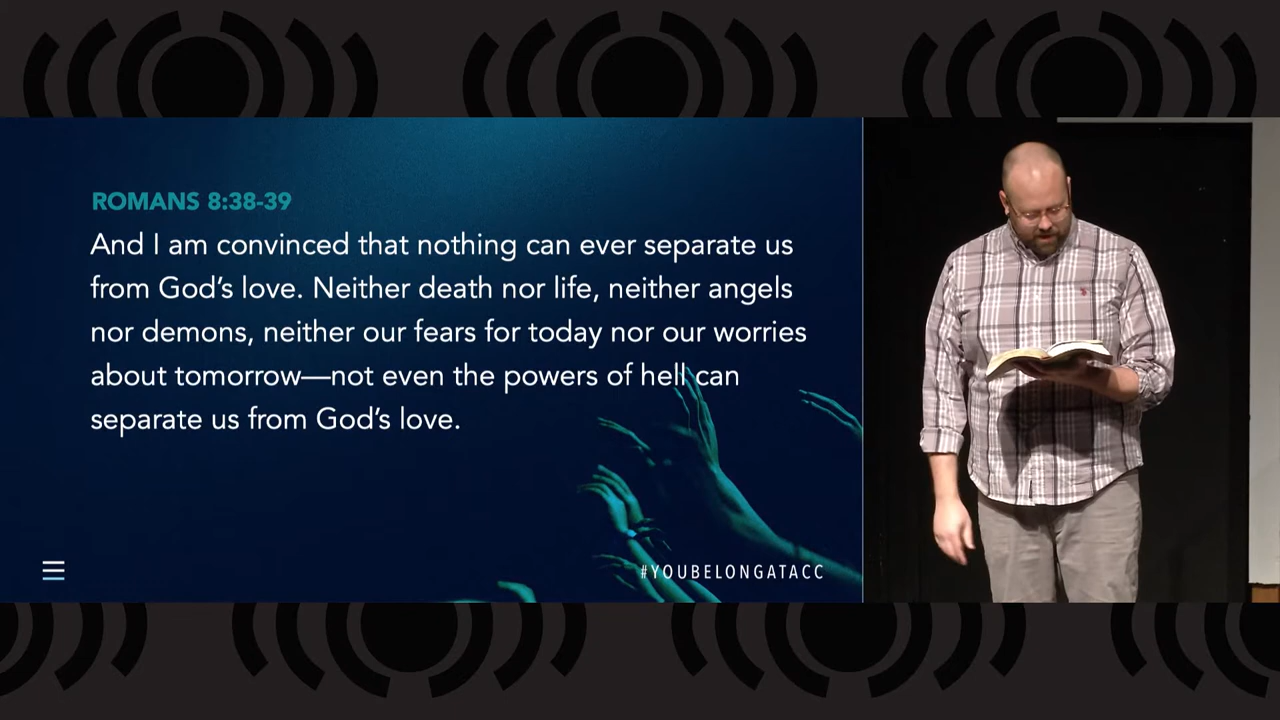 ROMANS 8:38-39
And I am convinced that nothing can ever separate us
from God’s love. Neither death nor life, neither angels
nor demons, neither our fears for today nor our worries
about tomorrow—not even the powers of hell can
separate us from God’s love.
#YOUBELONGATACC